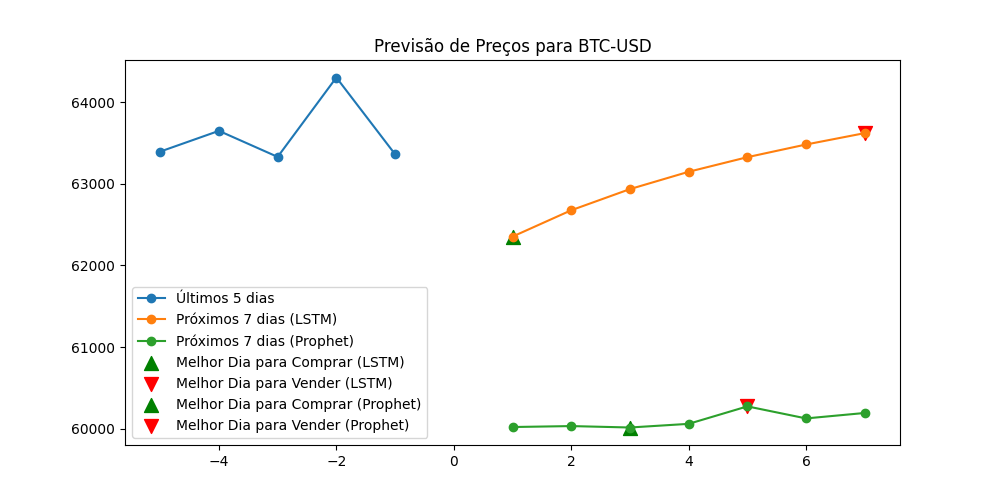 Previsão de Preços para BTC-USD
64000
63000
62000
61000
60000
Últimos 5 dias
Próximos 7 dias (LSTM)
Próximos 7 dias (Prophet)
Melhor Dia para Comprar (LSTM)
Melhor Dia para Vender (LSTM)
Melhor Dia para Comprar (Prophet)
Melhor Dia para Vender (Prophet)
−4 −2 0 2 4 6